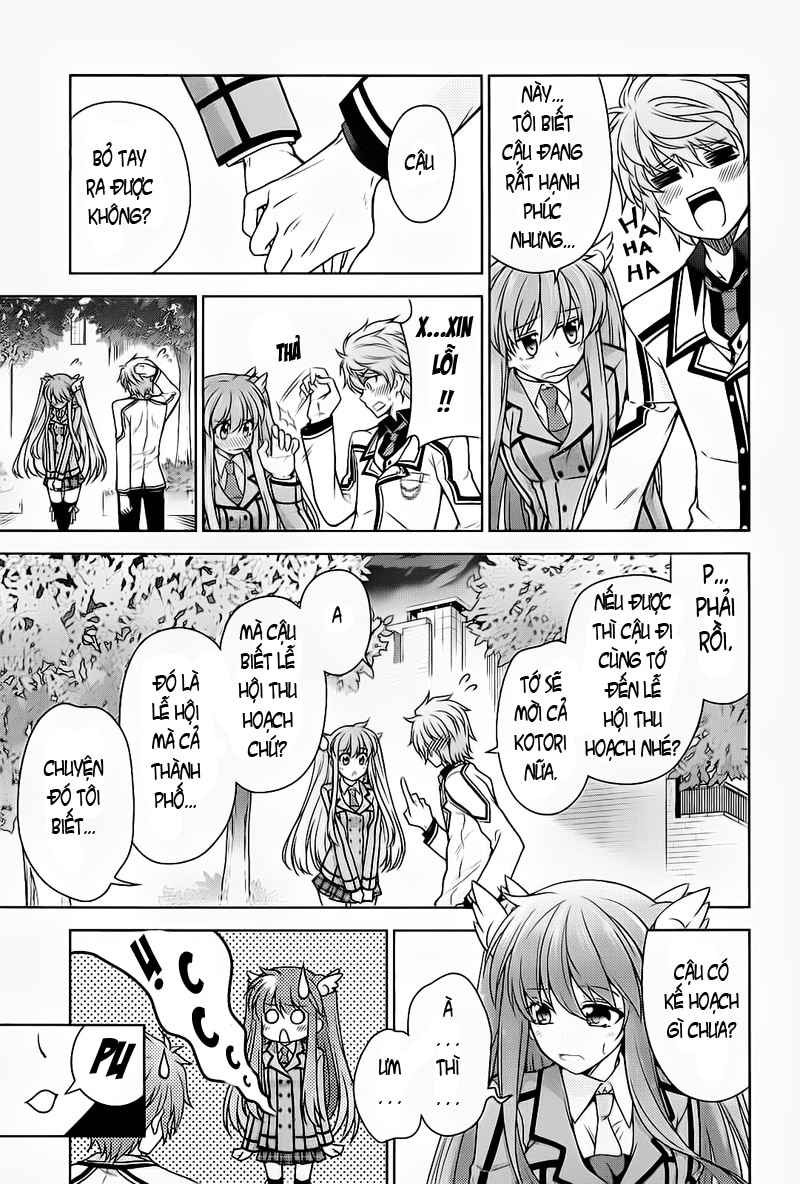 NÀY...
TÔI BIẾT
CẬU ĐANG
RẤT HẠNH
PHÚC
NHƯNG...
HA
HA
HA
CẬU
BỎ TAY
RA ĐƯỢC
KHÔNG?
X...XIN
LỖI
!!
THẢ
P...
PHẢI
RỒI.
NẾU ĐƯỢC
THÌ CẬU ĐI
CÙNG TỚ
ĐẾN LỄ
HỘI THU
HOẠCH NHÉ?
TỚ SẼ
MỜI CẢ
KOTORI
NỮA.
A
MÀ CẬU
BIẾT LỄ
HỘI THU
HOẠCH
CHỨ?
ĐÓ LÀ
LỄ HỘI
MÀ CẢ
THÀNH
PHỐ...
CHUYỆN
ĐÓ TÔI
BIẾT...
CẬU CÓ
KẾ HOẠCH
GÌ CHƯA?
À
THÌ
...
ƯM
...
ỰC
C
C
C
PU